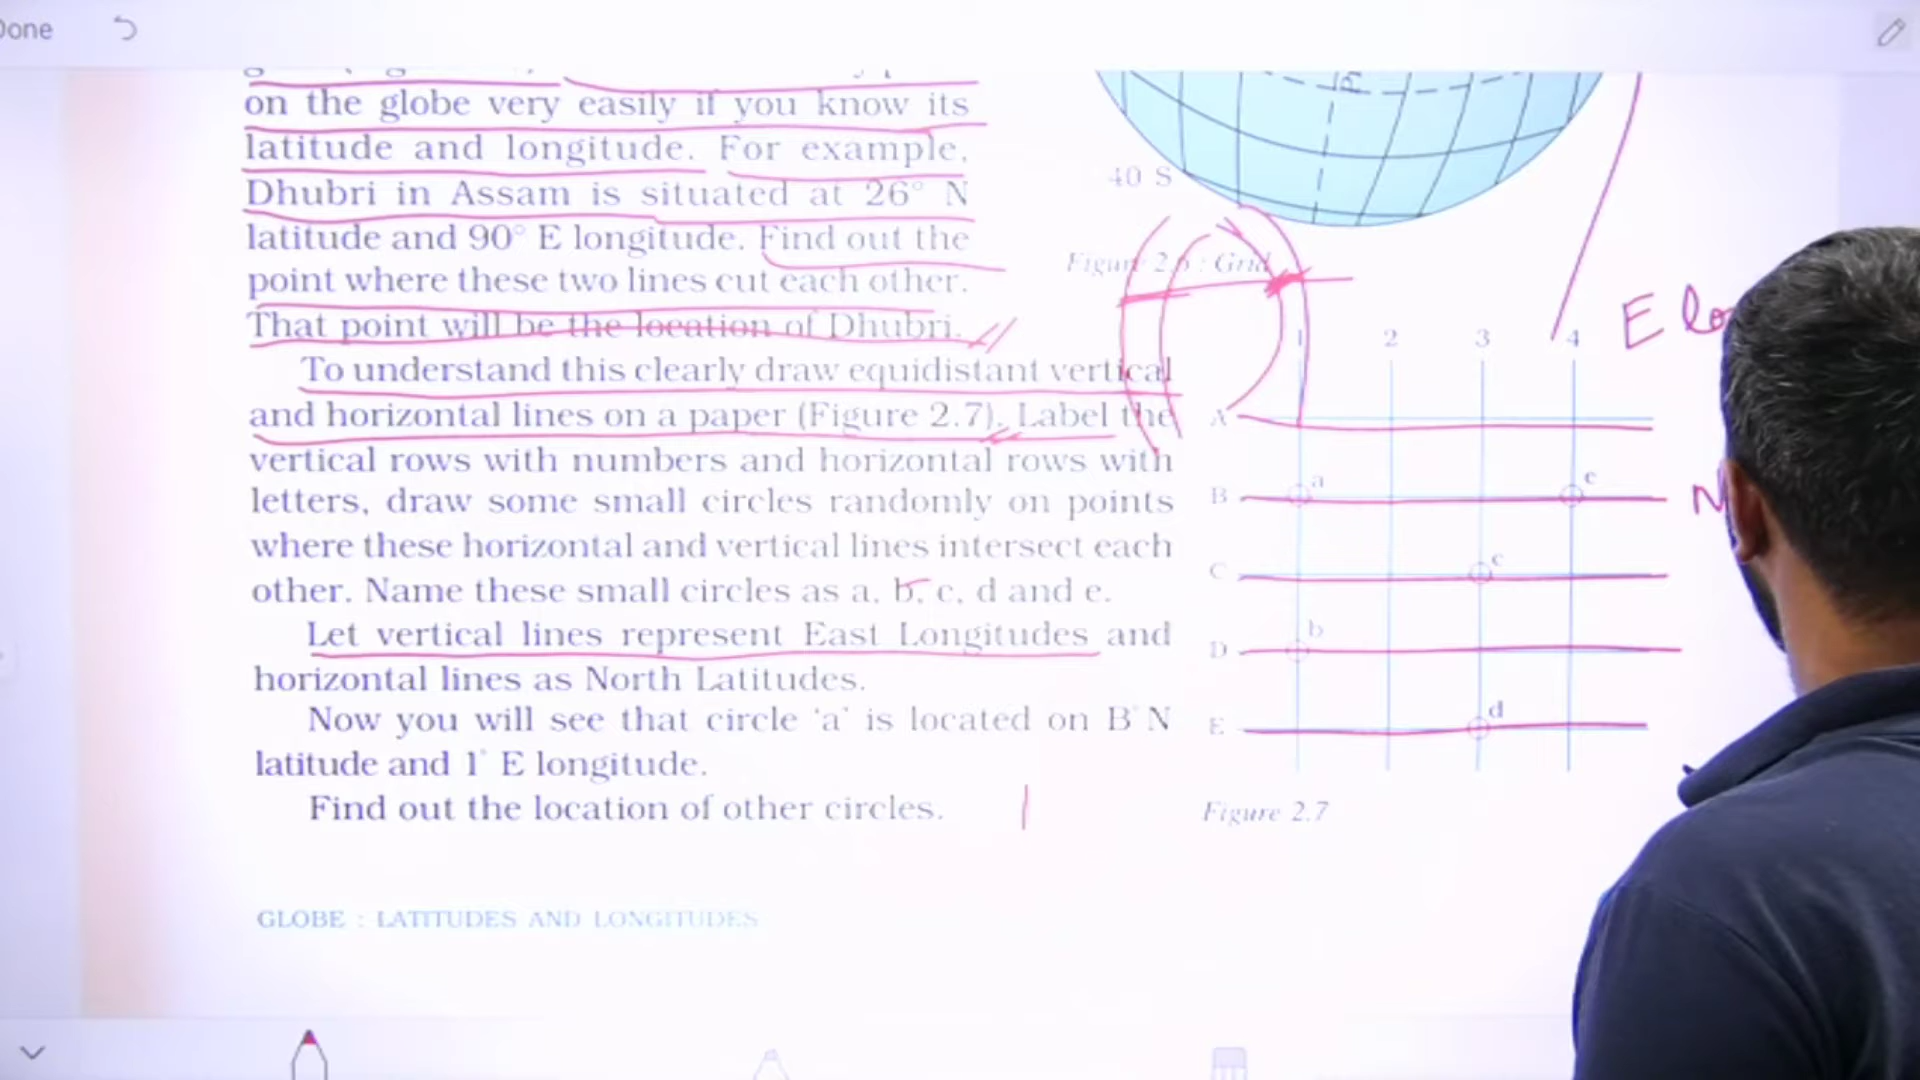 Done
on the globe very easily if you know its
latitude and longitude. For example,
Dhubri in Assam is situated at 26° N
latitude and 90° E longitude. Find out the
point where these two lines cut each other.
That point will be the location of Dhubri.
To understand this clearly draw equidistant vertical
and horizontal lines on a paper (Figure 2.7). Label the
vertical rows with numbers and horizontal rows with
letters, draw some small circles randomly on points
where these horizontal and vertical lines intersect each
other. Name these small circles as a, b, c, d and e.
Let vertical lines represent East Longitudes and
horizontal lines as North Latitudes.
Now you will see that circle ‘a’ is located on B° N
latitude and 1° E longitude.
Find out the location of other circles.
GLOBE : LATITUDES AND LONGITUDES
40 S
Figure 2.6 : Grid
E lo
1 2 3 4
A
B a e N
C c
D b
E d
Figure 2.7